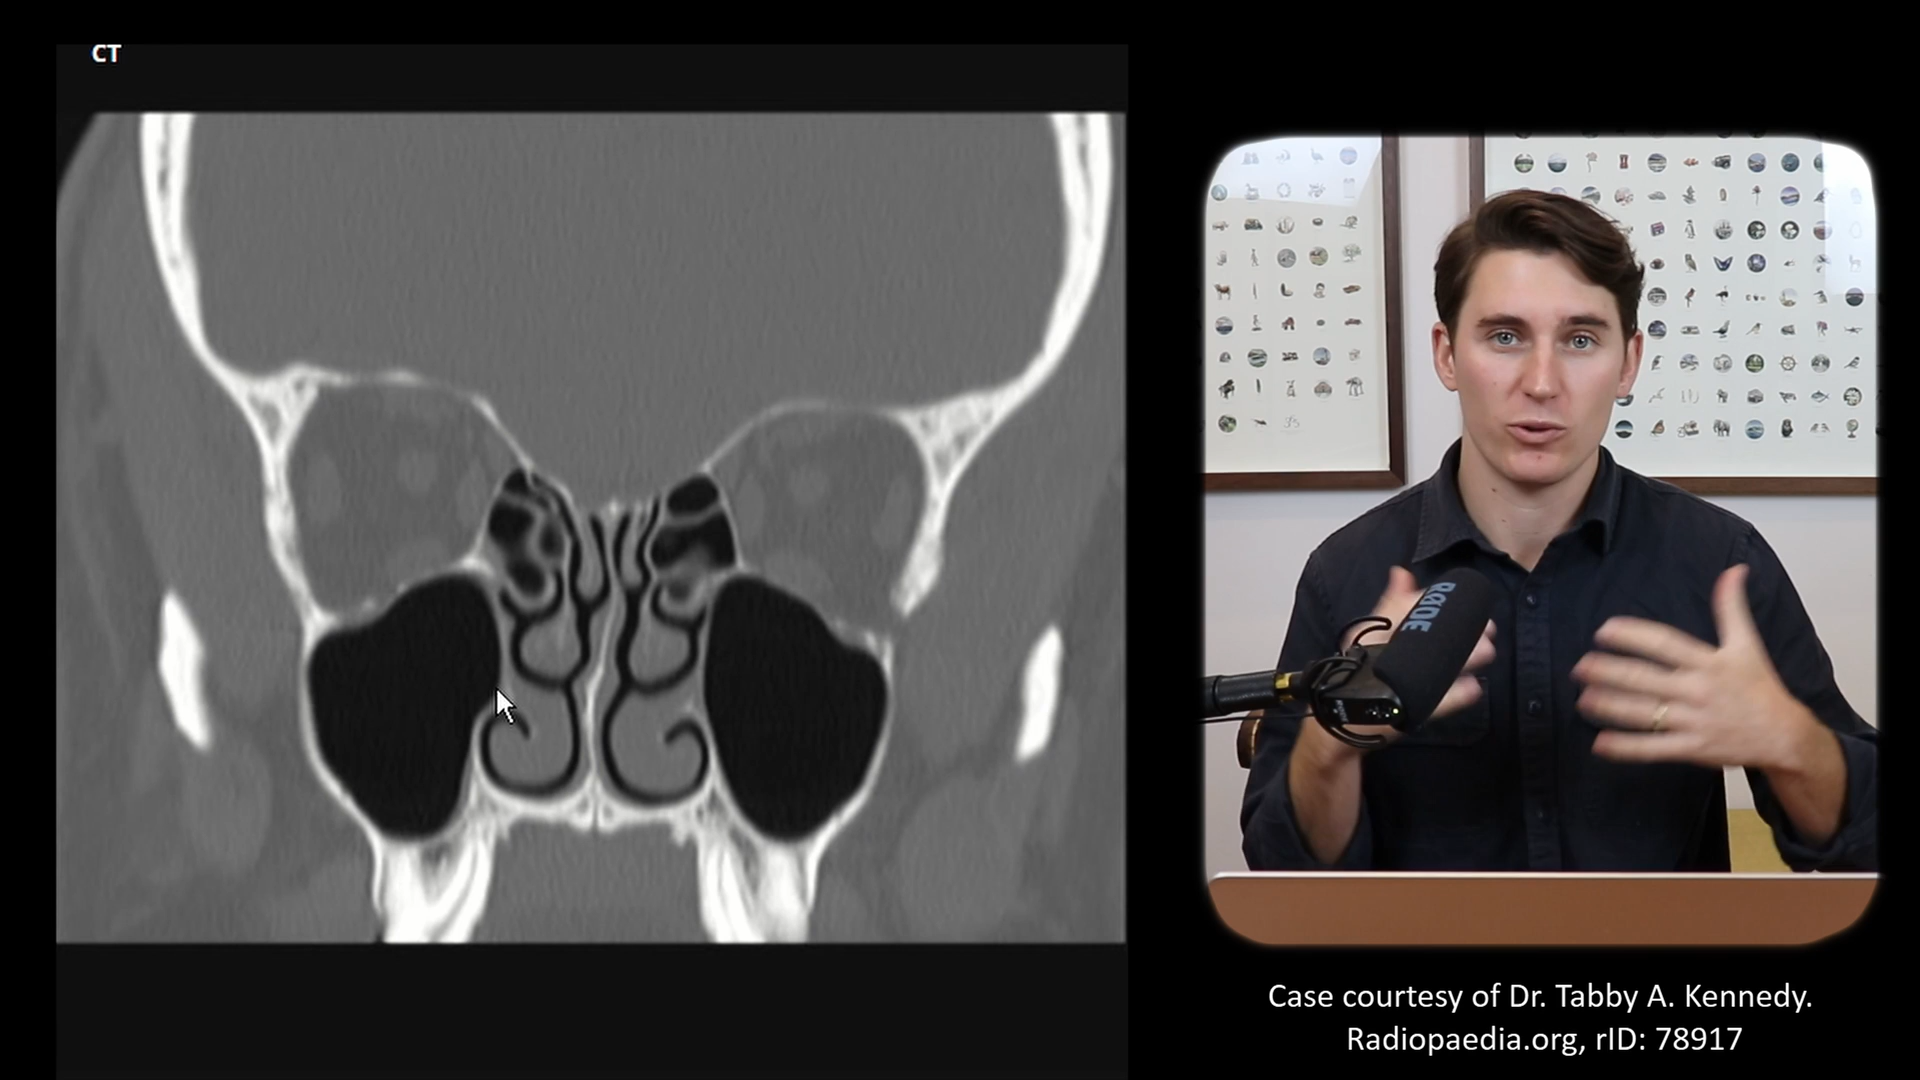 CT
RØDE
Case courtesy of Dr. Tabby A. Kennedy.
Radiopaedia.org, rID: 78917